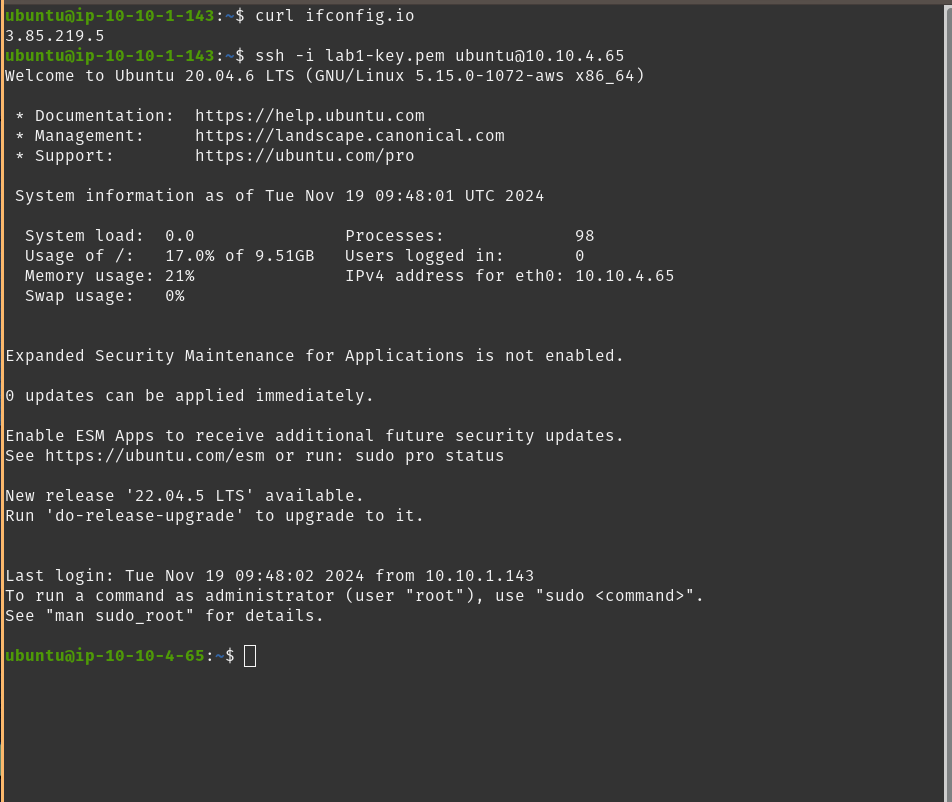 ubuntu@ip-10-10-1-143:~$ curl ifconfig.io
3.85.219.5
ubuntu@ip-10-10-1-143:~$ ssh -i lab1-key.pem ubuntu@10.10.4.65
Welcome to Ubuntu 20.04.6 LTS (GNU/Linux 5.15.0-1072-aws x86_64)

 * Documentation:  https://help.ubuntu.com
 * Management:     https://landscape.canonical.com
 * Support:        https://ubuntu.com/pro

 System information as of Tue Nov 19 09:48:01 UTC 2024

  System load:  0.0               Processes:             98
  Usage of /:   17.0% of 9.51GB   Users logged in:       0
  Memory usage: 21%               IPv4 address for eth0: 10.10.4.65
  Swap usage:   0%


Expanded Security Maintenance for Applications is not enabled.

0 updates can be applied immediately.

Enable ESM Apps to receive additional future security updates.
See https://ubuntu.com/esm or run: sudo pro status

New release '22.04.5 LTS' available.
Run 'do-release-upgrade' to upgrade to it.


Last login: Tue Nov 19 09:48:02 2024 from 10.10.1.143
To run a command as administrator (user "root"), use "sudo <command>".
See "man sudo_root" for details.

ubuntu@ip-10-10-4-65:~$